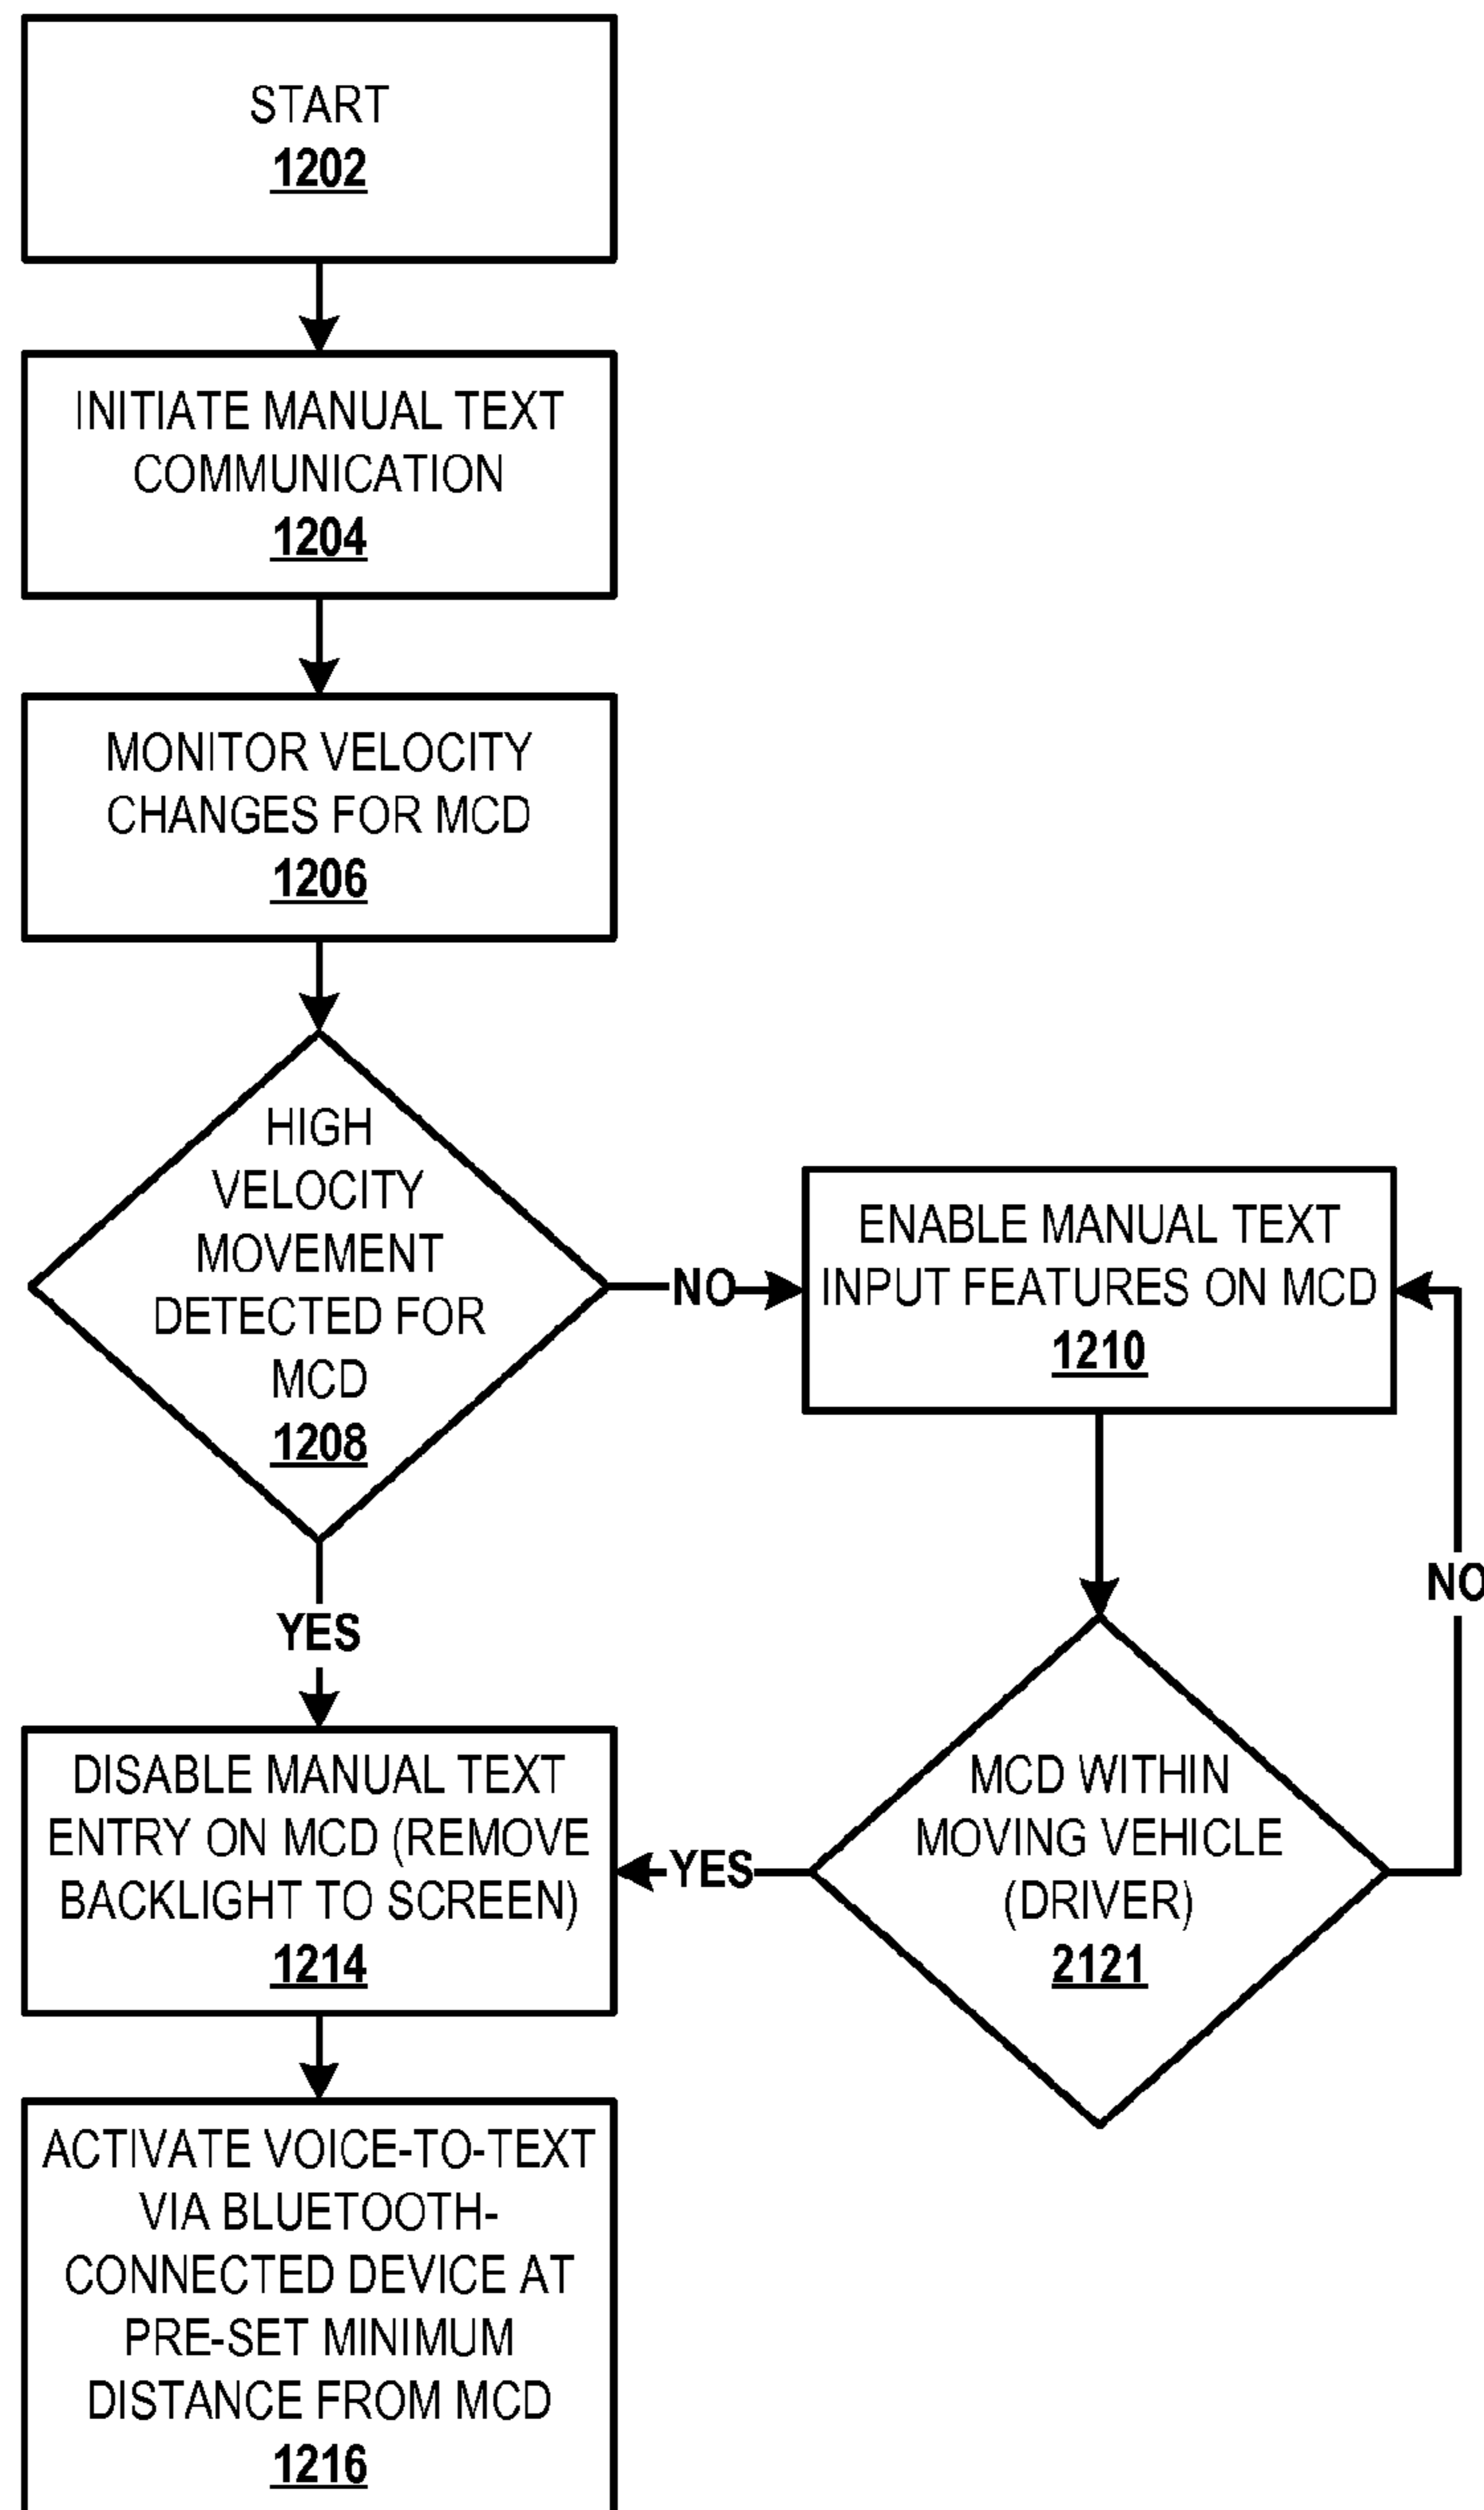 START
1202
INITIATE MANUAL TEXT
COMMUNICATION
1204
MONITOR VELOCITY
CHANGES FOR MCD
1206
HIGH
VELOCITY
MOVEMENT
DETECTED FOR
MCD
1208
NO
ENABLE MANUAL TEXT
INPUT FEATURES ON MCD
1210
NO
YES
MCD WITHIN
MOVING VEHICLE
(DRIVER)
2121
YES
DISABLE MANUAL TEXT
ENTRY ON MCD (REMOVE
BACKLIGHT TO SCREEN)
1214
ACTIVATE VOICE-TO-TEXT
VIA BLUETOOTH-
CONNECTED DEVICE AT
PRE-SET MINIMUM
DISTANCE FROM MCD
1216